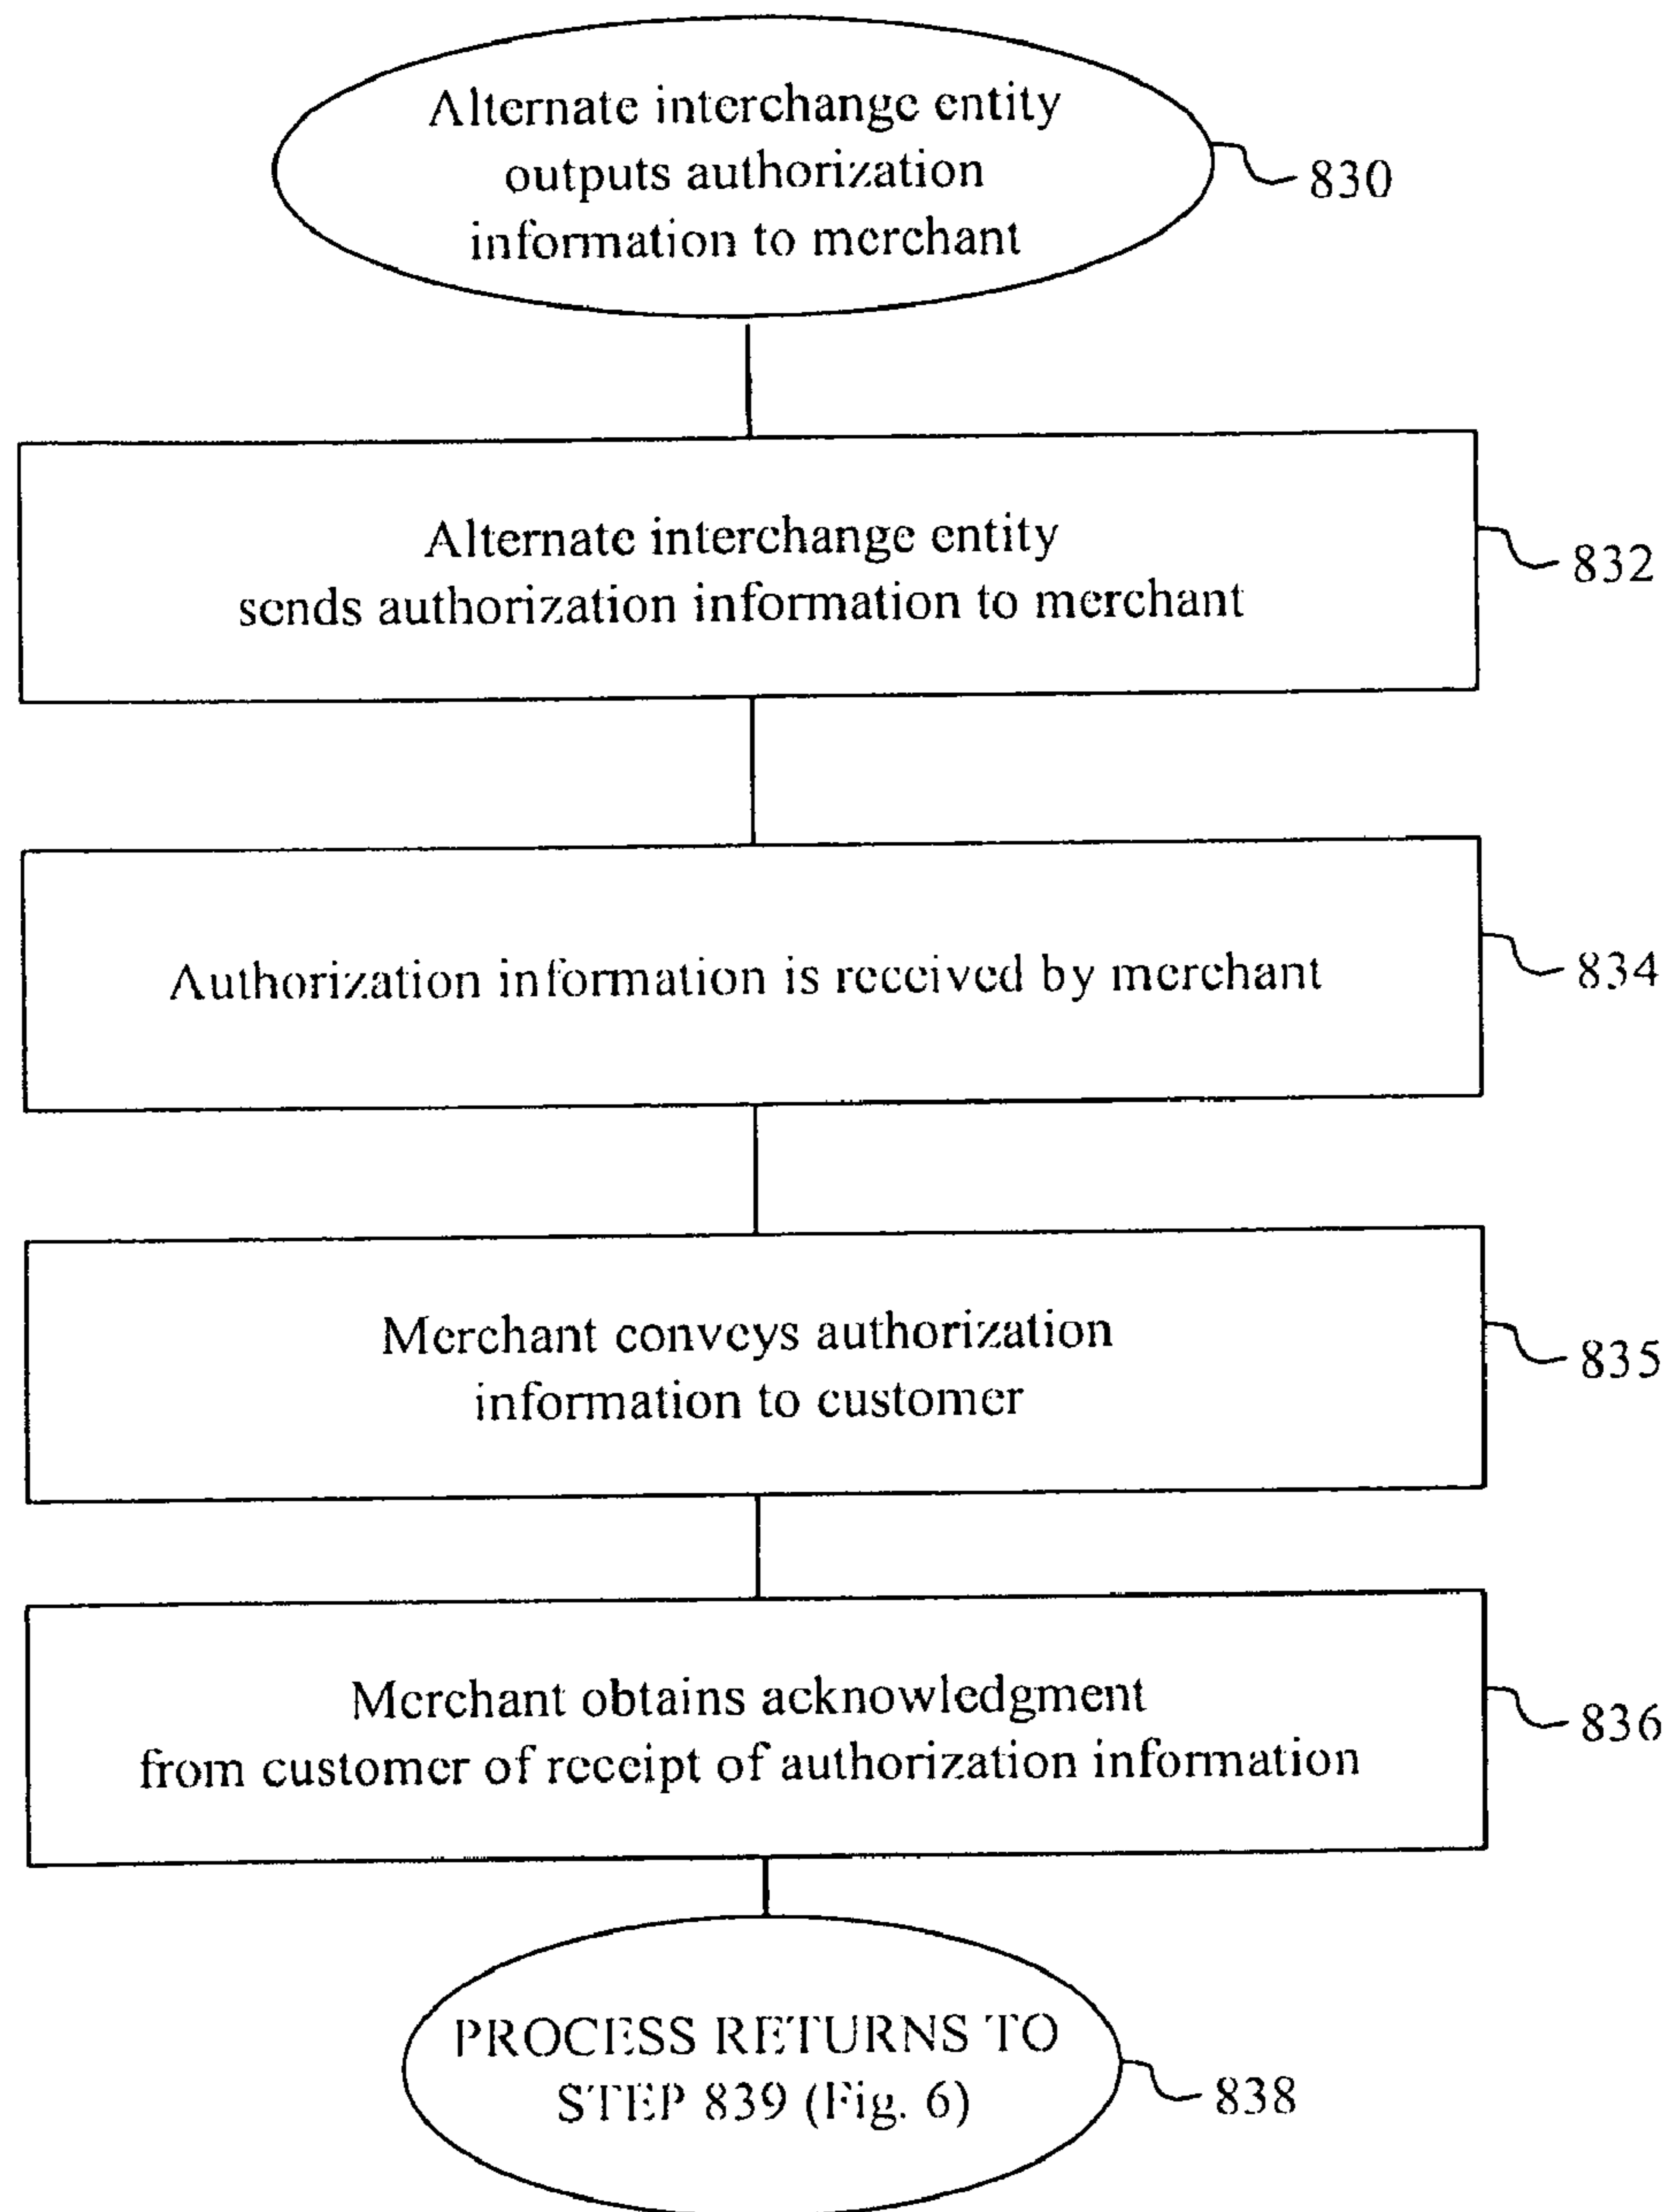 Alternate interchange entity
outputs authorization
information to merchant
830
Alternate interchange entity
sends authorization information to merchant
832
Authorization information is received by merchant
834
Merchant conveys authorization
information to customer
835
Merchant obtains acknowledgment
from customer of receipt of authorization information
836
PROCESS RETURNS TO
STEP 839 (Fig. 6)
838